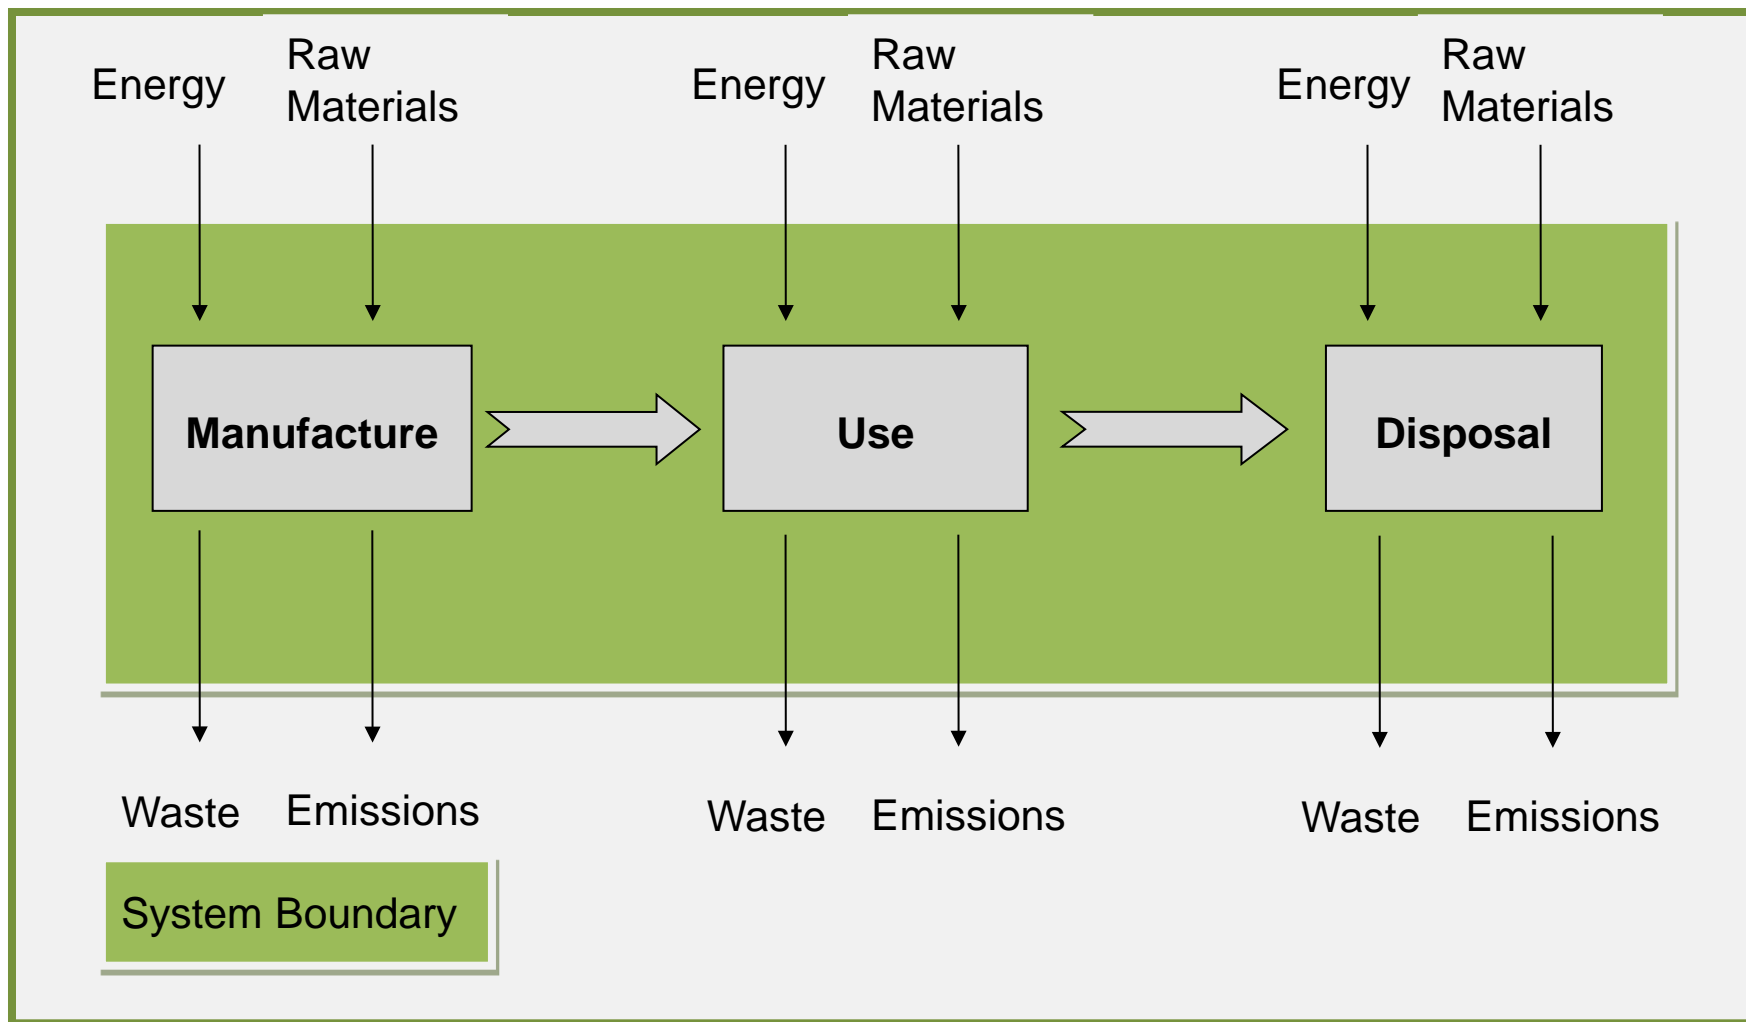 Energy
Raw
Materials
Energy
Raw
Materials
Energy
Raw
Materials
Manufacture
Use
Disposal
Waste
Emissions
Waste
Emissions
Waste
Emissions
System Boundary